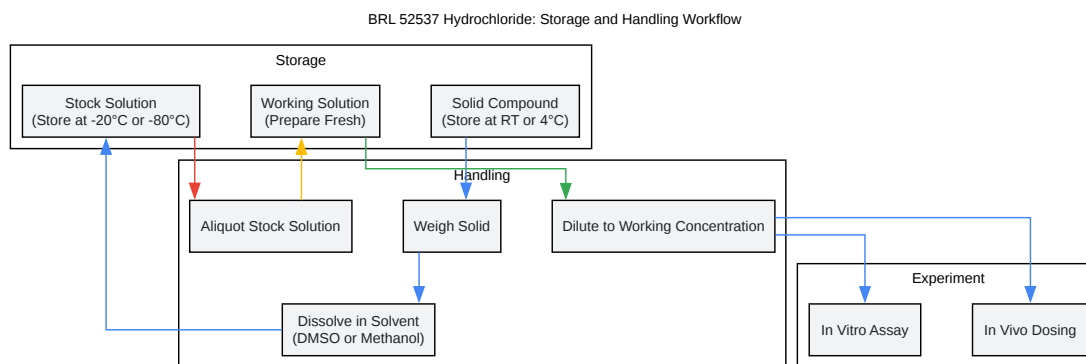 BRL 52537 Hydrochloride: Storage and Handling Workflow
Storage
Stock Solution
(Store at -20°C or -80°C)
Working Solution
(Prepare Fresh)
Solid Compound
(Store at RT or 4°C)
Handling
Aliquot Stock Solution
Weigh Solid
Dilute to Working Concentration
Experiment
Dissolve in Solvent
(DMSO or Methanol)
In Vitro Assay
In Vivo Dosing